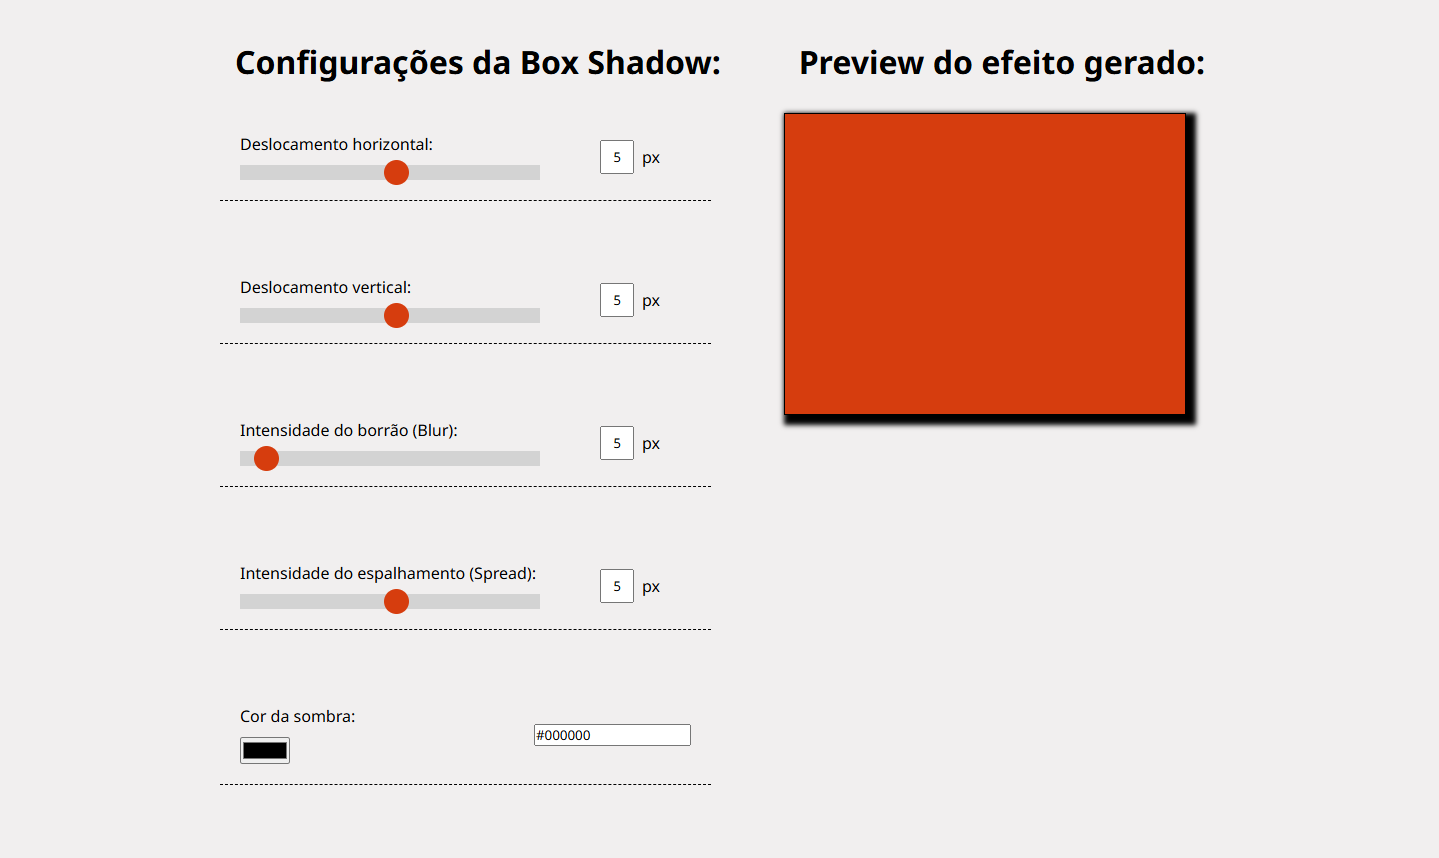 Configurações da Box Shadow:
Deslocamento horizontal:
5 px
Deslocamento vertical:
5 px
Intensidade do borrão (Blur):
5 px
Intensidade do espalhamento (Spread):
5 px
Cor da sombra:
#000000
Preview do efeito gerado: